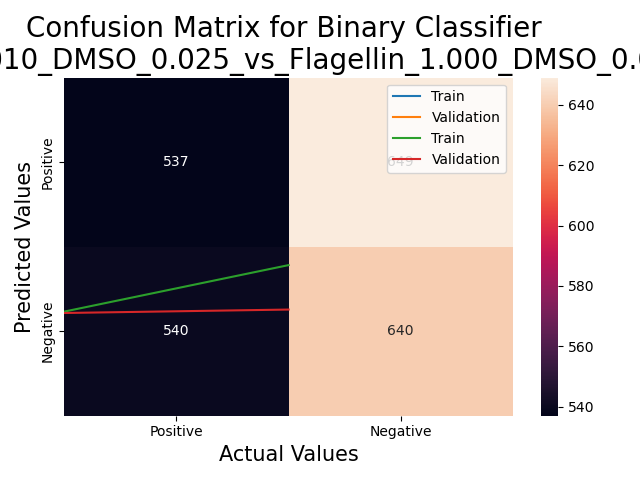 Confusion Matrix for Binary Classifier
010_DMSO_0.025_vs_Flagellin_1.000_DMSO_0.0
Train
Validation
Train
Validation
537
649
540
640
Positive
Negative
Predicted Values
Positive
Negative
Actual Values
640
620
600
580
560
540